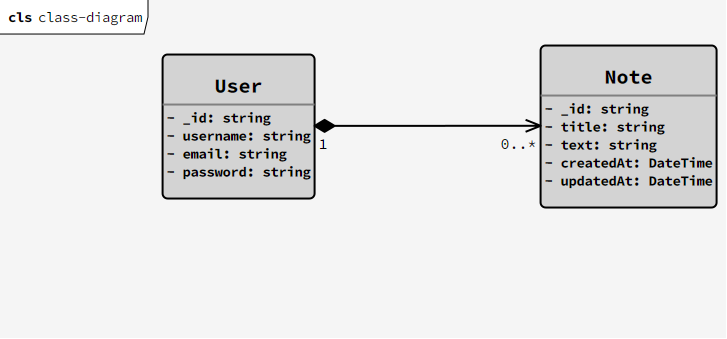 cls class-diagram
User
- _id: string
- username: string
- email: string
- password: string
1
0..*
Note
- _id: string
- title: string
- text: string
- createdAt: DateTime
- updatedAt: DateTime